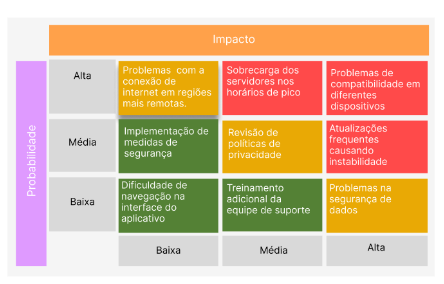 Impacto
Probabilidade
Alta
Problemas com a
conexão de
internet em regiões
mais remotas.
Sobrecarga dos
servidores nos
horários de pico
Problemas de
compatibilidade em
diferentes
dispositivos
Média
Implementação de
medidas de
segurança
Revisão de
políticas de
privacidade
Atualizações
frequentes
causando
instabilidade
Baixa
Dificuldade de
navegação na
interface do
aplicativo
Treinamento
adicional da
equipe de suporte
Problemas na
segurança de
dados
Baixa
Média
Alta